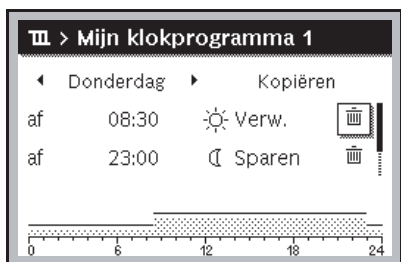 > Mijn klokprogramma 1
Donderdag Kopiëren
af 08:30 Verw.
af 23:00 Sparen
0 6 12 18 24